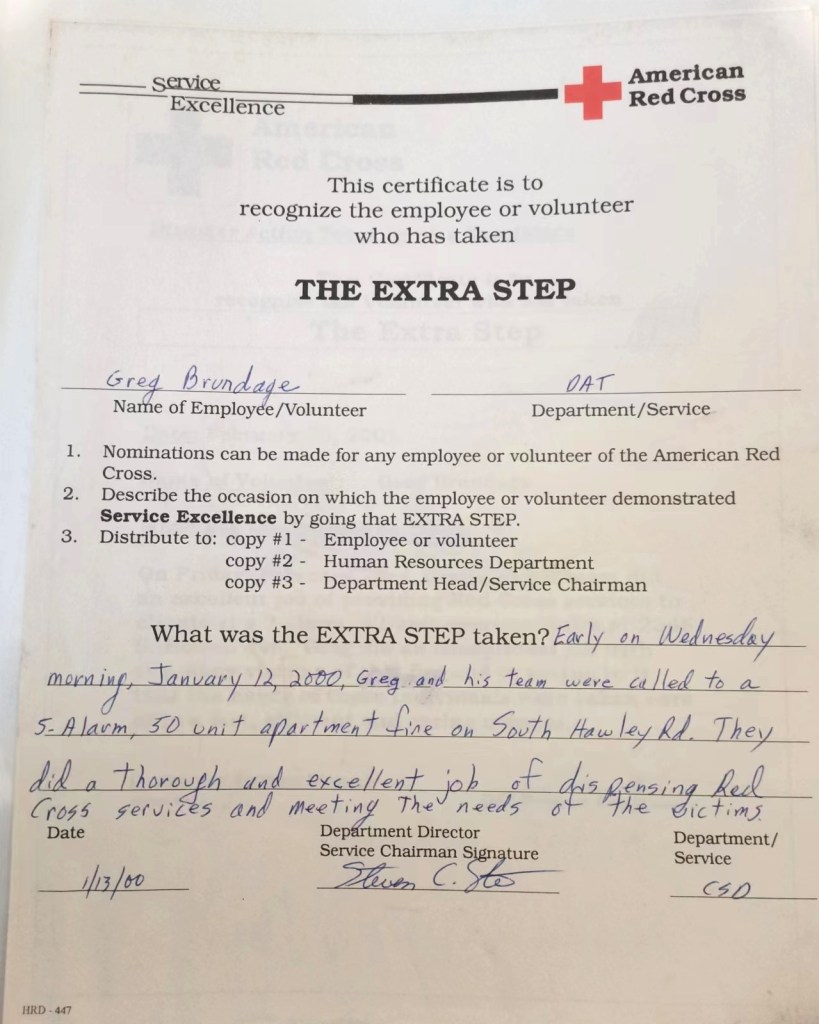 Service
Excellence
American
Red Cross
This certificate is to
recognize the employee or volunteer
who has taken
THE EXTRA STEP
Greg Brundage
DAT
Name of Employee/Volunteer
Department/Service
1. Nominations can be made for any employee or volunteer of the American Red
Cross.
2. Describe the occasion on which the employee or volunteer demonstrated
Service Excellence by going that EXTRA STEP.
3. Distribute to: copy #1 - Employee or volunteer
copy #2 - Human Resources Department
copy #3 - Department Head/Service Chairman
What was the EXTRA STEP taken? Early on Wednesday
morning, January 12, 2000, Greg and his team were called to a
5-Alarm, 50 unit apartment fire on South Hawley Rd. They
did a thorough and excellent job of dispensing Red
Cross services and meeting The needs of the victims.
Date
Department Director
Service Chairman Signature
Department/
Service
1/13/00
Steven C.
CSD
HRD - 447